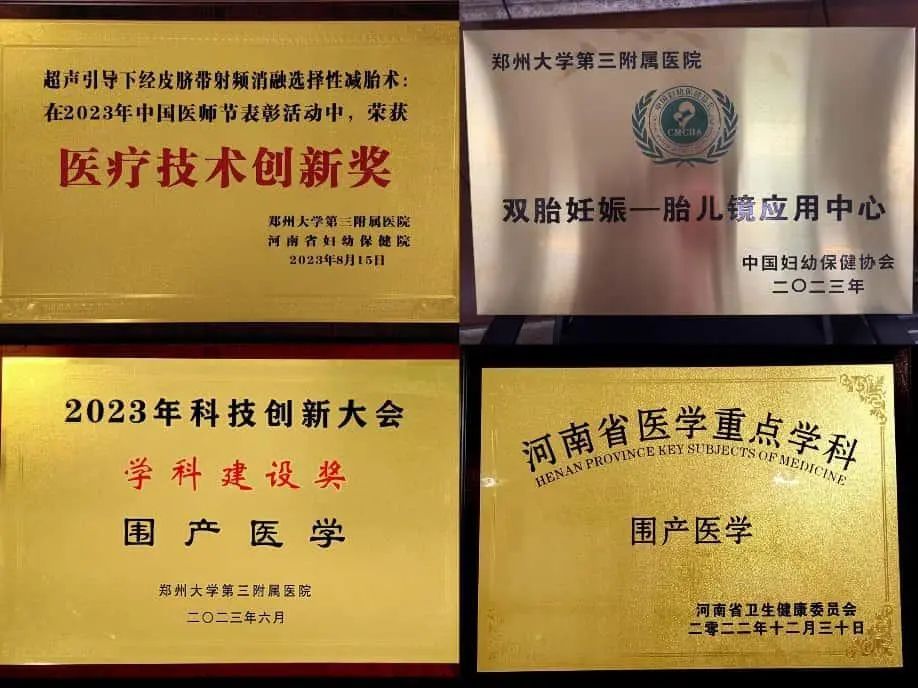 超声引导下经皮脐带射频消融选择性减胎术：
在2023年中国医师节表彰活动中，荣获
医疗技术创新奖
郑州大学第三附属医院
河南省妇幼保健院
2023年8月15日
郑州大学第三附属医院
中国妇幼保健协会
CMCHA
双胎妊娠—胎儿镜应用中心
中国妇幼保健协会
二〇二三年
2023年科技创新大会
学科建设奖
围产医学
郑州大学第三附属医院
二〇二三年六月
河南省医学重点学科
HENAN PROVINCE KEY SUBJECTS OF MEDICINE
围产医学
河南省卫生健康委员会
二零二二年十二月三十日